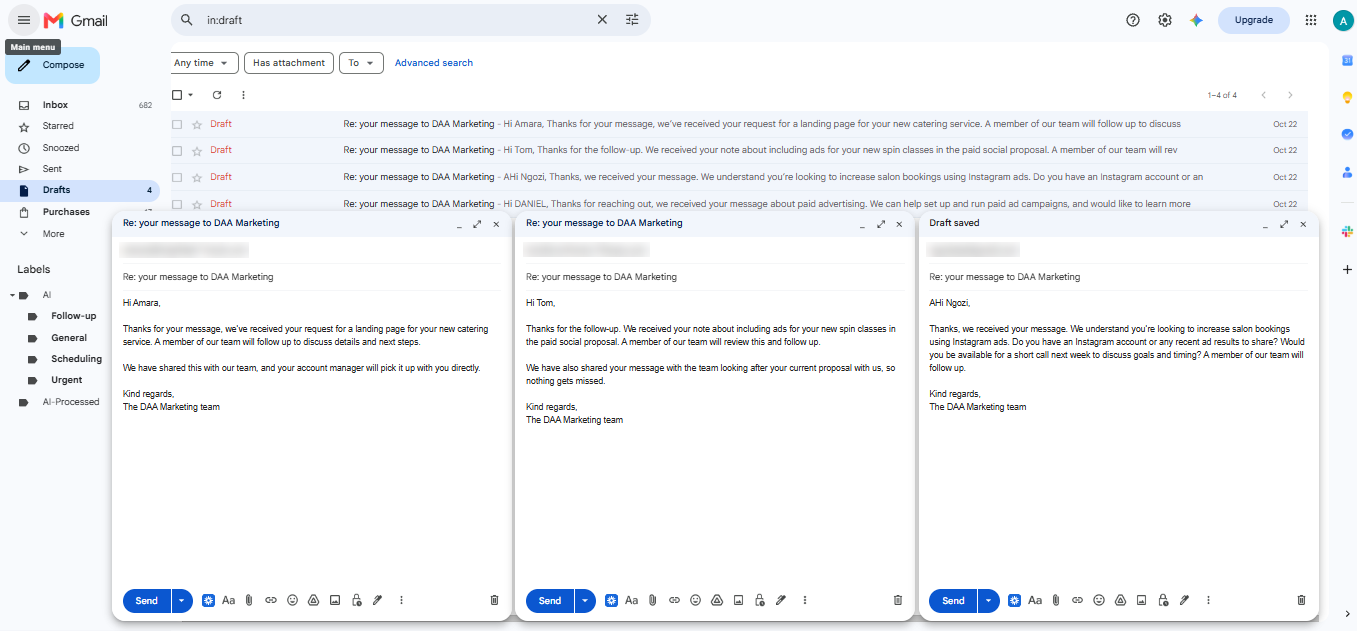 Gmail
in:draft
Upgrade
A
Main menu
Compose
Any time
Has attachment
To
Advanced search
Inbox 682
Starred
Snoozed
Sent
Drafts 4
Purchases
More
1–4 of 4
Draft Re: your message to DAA Marketing - Hi Amara, Thanks for your message, we've received your request for a landing page for your new catering service. A member of our team will follow up to discuss Oct 22
Draft Re: your message to DAA Marketing - Hi Tom, Thanks for the follow-up. We received your note about including ads for your new spin classes in the paid social proposal. A member of our team will rev Oct 22
Draft Re: your message to DAA Marketing - AHi Ngozi, Thanks, we received your message. We understand you're looking to increase salon bookings using Instagram ads. Do you have an Instagram account or an Oct 22
Draft Re: your message to DAA Marketing - Hi DANIEL, Thanks for reaching out, we received your message about paid advertising. We can help set up and run paid ad campaigns, and would like to learn more Oct 22
Labels
AI
Follow-up
General
Scheduling
Urgent
AI-Processed
Re: your message to DAA Marketing
Re: your message to DAA Marketing
Hi Amara,
Thanks for your message, we've received your request for a landing page for your new catering
service. A member of our team will follow up to discuss details and next steps.
We have shared this with our team, and your account manager will pick it up with you directly.
Kind regards,
The DAA Marketing team
Send
Re: your message to DAA Marketing
Re: your message to DAA Marketing
Hi Tom,
Thanks for the follow-up. We received your note about including ads for your new spin classes in
the paid social proposal. A member of our team will review this and follow up.
We have also shared your message with the team looking after your current proposal with us, so
nothing gets missed.
Kind regards,
The DAA Marketing team
Send
Draft saved
Re: your message to DAA Marketing
AHi Ngozi,
Thanks, we received your message. We understand you're looking to increase salon bookings
using Instagram ads. Do you have an Instagram account or any recent ad results to share? Would
you be available for a short call next week to discuss goals and timing? A member of our team will
follow up.
Kind regards,
The DAA Marketing team
Send